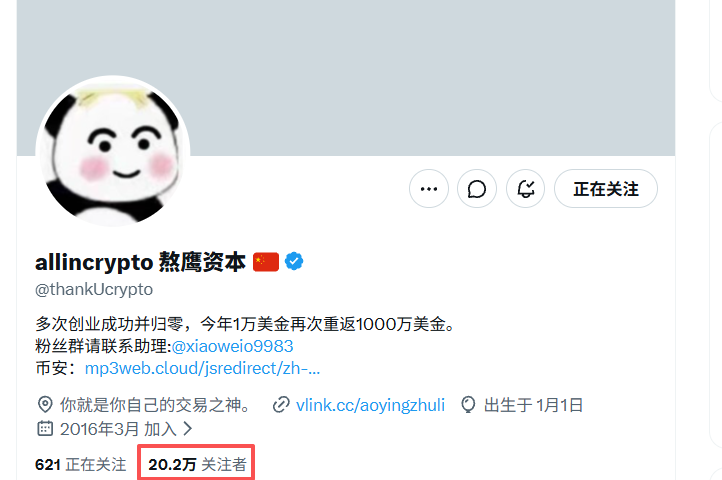 正在关注
allincrypto 熬鹰资本 🇨🇳
@thankUcrypto
多次创业成功并归零，今年1万美金再次重返1000万美金。
粉丝群请联系助理:@xiaoweio9983
币安：mp3web.cloud/jsredirect/zh-...
你就是你自己的交易之神。 vlink.cc/aoyingzhuli 出生于 1月1日
2016年3月 加入
621 正在关注 20.2万 关注者